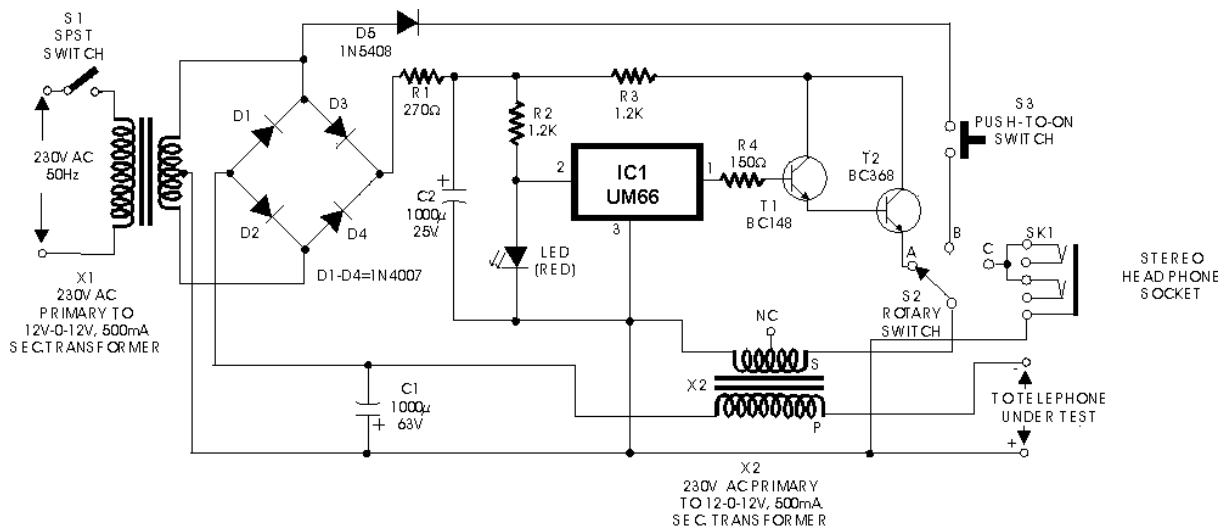 S1
SPST
SWITCH
D5
1N5408
D1
D3
D2
D4
R1
270Ω
R2
1.2K
R3
1.2K
S3
PUSH-TO-ON
SWITCH
230V AC
50Hz
C2
1000µ
25V
+
2
IC1
UM66
1
3
R4
150Ω
T1
BC148
T2
BC368
LED
(RED)
D1-D4=1N4007
A
B
C
SK1
STEREO
HEADPHONE
SOCKET
S2
ROTARY
SWITCH
X1
230V AC
PRIMARY TO
12V-0-12V, 500mA
SEC.TRANSFORMER
NC
S
X2
P
C1
1000µ
63V
+
-
TO TELEPHONE
UNDER TEST
+
X2
230V AC PRIMARY
TO 12-0-12V, 500mA
SEC. TRANSFORMER